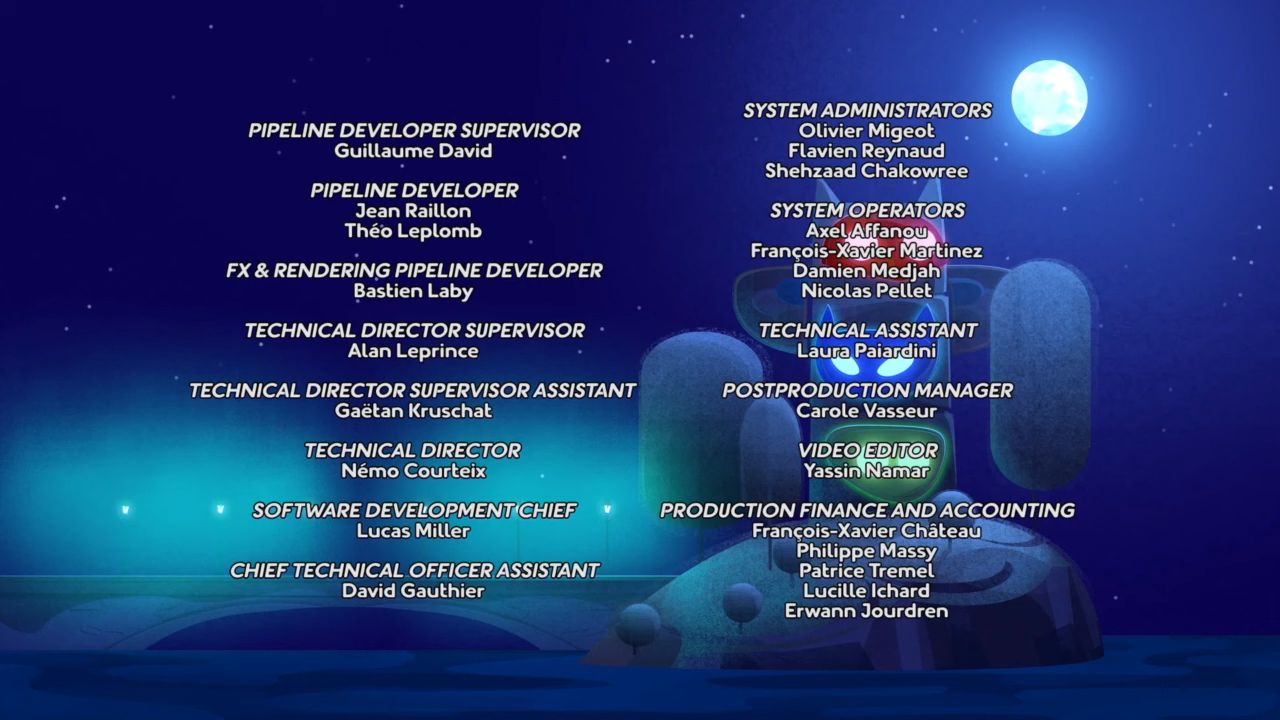 PIPELINE DEVELOPER SUPERVISOR
Guillaume David
PIPELINE DEVELOPER
Jean Raillon
Théo Leplomb
FX & RENDERING PIPELINE DEVELOPER
Bastien Laby
TECHNICAL DIRECTOR SUPERVISOR
Alan Leprince
TECHNICAL DIRECTOR SUPERVISOR ASSISTANT
Gaëtan Kruschat
TECHNICAL DIRECTOR
Némo Courteix
SOFTWARE DEVELOPMENT CHIEF
Lucas Miller
CHIEF TECHNICAL OFFICER ASSISTANT
David Gauthier
SYSTEM ADMINISTRATORS
Olivier Migeot
Flavien Reynaud
Shehzaad Chakowree
SYSTEM OPERATORS
Axel Affanou
François-Xavier Martinez
Damien Medjah
Nicolas Pellet
TECHNICAL ASSISTANT
Laura Paiardini
POSTPRODUCTION MANAGER
Carole Vasseur
VIDEO EDITOR
Yassin Namar
PRODUCTION FINANCE AND ACCOUNTING
François-Xavier Château
Philippe Massy
Patrice Tremel
Lucille Ichard
Erwann Jourdren